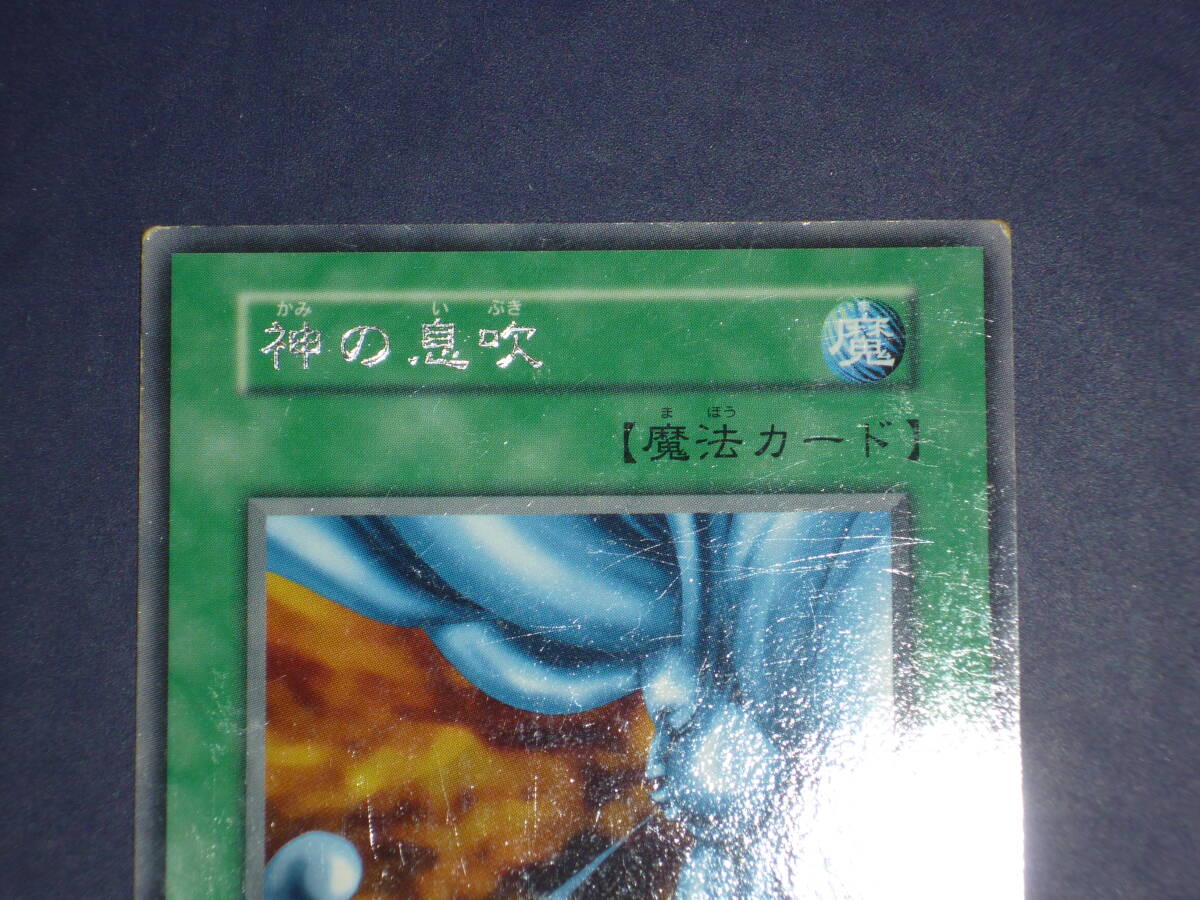 かみ い ぶき
神の息吹
魔
ま ほう
【魔法カード】